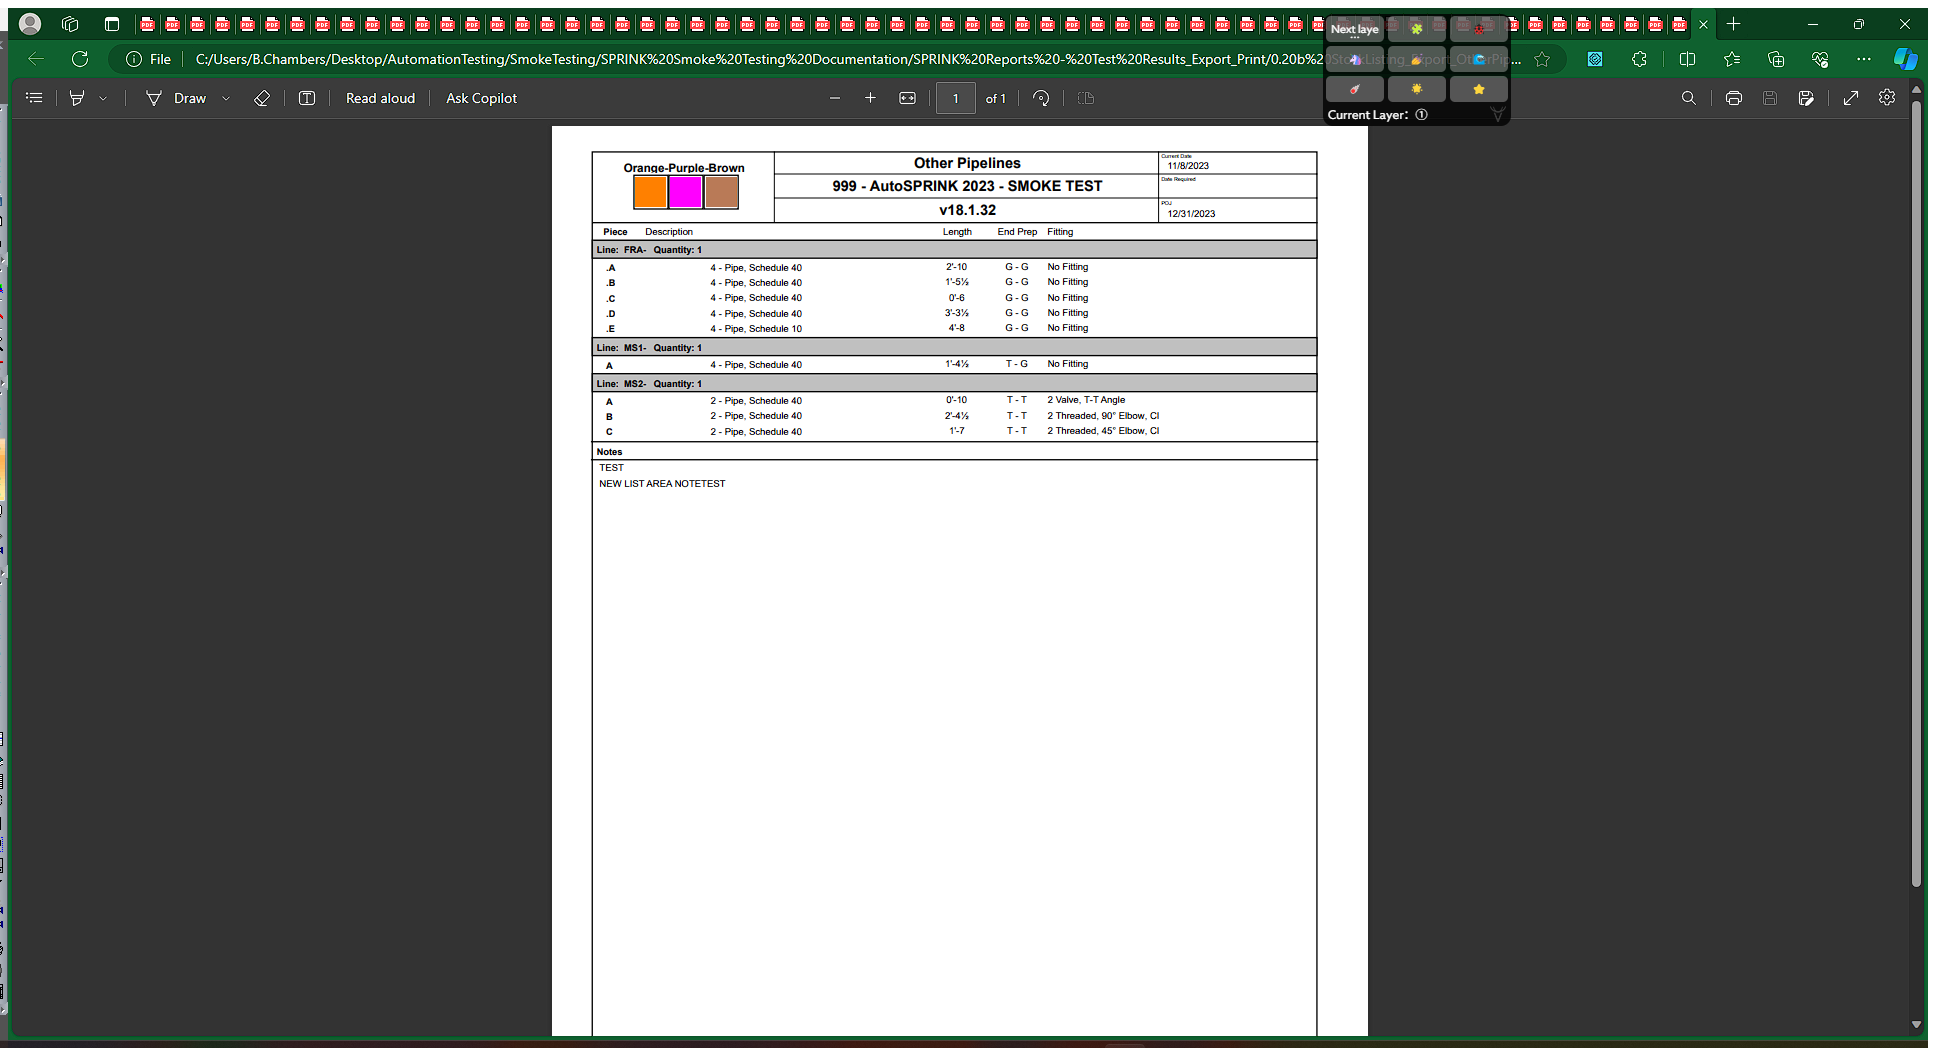 Next laye
File C:/Users/B.Chambers/Desktop/AutomationTesting/SmokeTesting/SPRINK%20Smoke%20Testing%20Documentation/SPRINK%20Reports%20-%20Test%20Results_Export_Print/0.20b%20
Draw Read aloud Ask Copilot 1 of 1
Current Layer: ①
Orange-Purple-Brown
Other Pipelines
999 - AutoSPRINK 2023 - SMOKE TEST
v18.1.32
Current Date
11/8/2023
Date Required
POJ
12/31/2023
Piece Description Length End Prep Fitting
Line: FRA- Quantity: 1
.A 4 - Pipe, Schedule 40 2'-10 G - G No Fitting
.B 4 - Pipe, Schedule 40 1'-5½ G - G No Fitting
.C 4 - Pipe, Schedule 40 0'-6 G - G No Fitting
.D 4 - Pipe, Schedule 40 3'-3½ G - G No Fitting
.E 4 - Pipe, Schedule 10 4'-8 G - G No Fitting
Line: MS1- Quantity: 1
A 4 - Pipe, Schedule 40 1'-4½ T - G No Fitting
Line: MS2- Quantity: 1
A 2 - Pipe, Schedule 40 0'-10 T - T 2 Valve, T-T Angle
B 2 - Pipe, Schedule 40 2'-4½ T - T 2 Threaded, 90° Elbow, CI
C 2 - Pipe, Schedule 40 1'-7 T - T 2 Threaded, 45° Elbow, CI
Notes
TEST
NEW LIST AREA NOTETEST